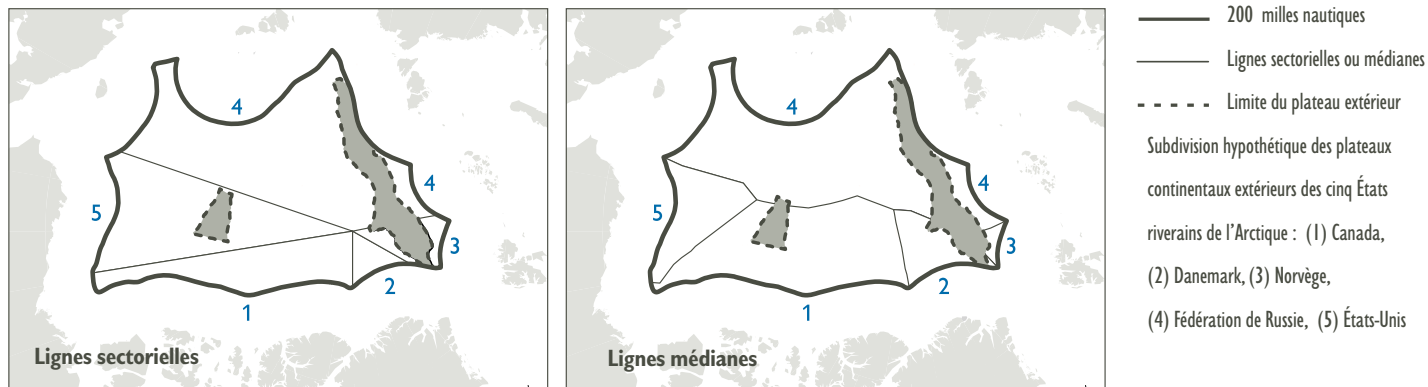 4
4
5
3
2
1
Lignes sectorielles
4
4
5
3
2
1
Lignes médianes
200 milles nautiques
Lignes sectorielles ou médianes
Limite du plateau extérieur
Subdivision hypothétique des plateaux
continentaux extérieurs des cinq États
riverains de l’Arctique : (1) Canada,
(2) Danemark, (3) Norvège,
(4) Fédération de Russie, (5) États-Unis